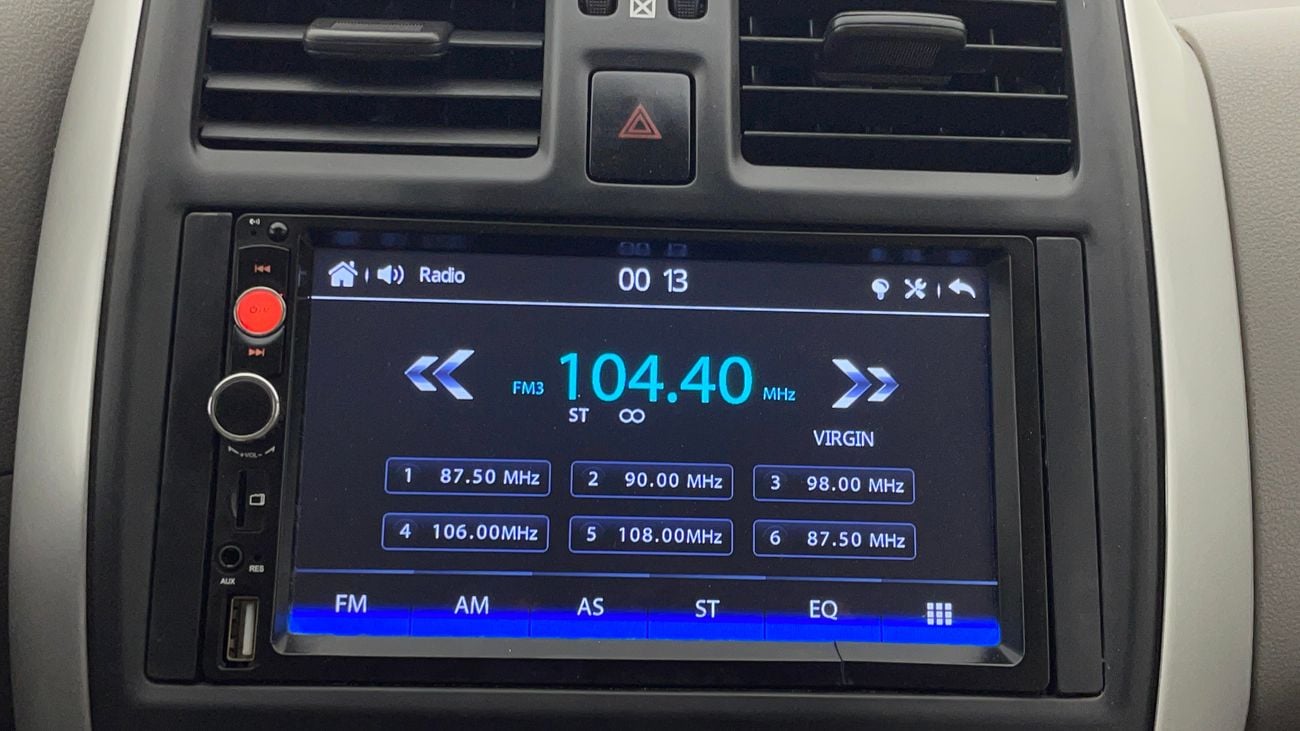 Radio 00 13
FM3 104.40 MHz
ST
VIRGIN
1 87.50 MHz 2 90.00 MHz 3 98.00 MHz
4 106.00MHz 5 108.00MHz 6 87.50 MHz
FM AM AS ST EQ
+VOL-
RES
AUX